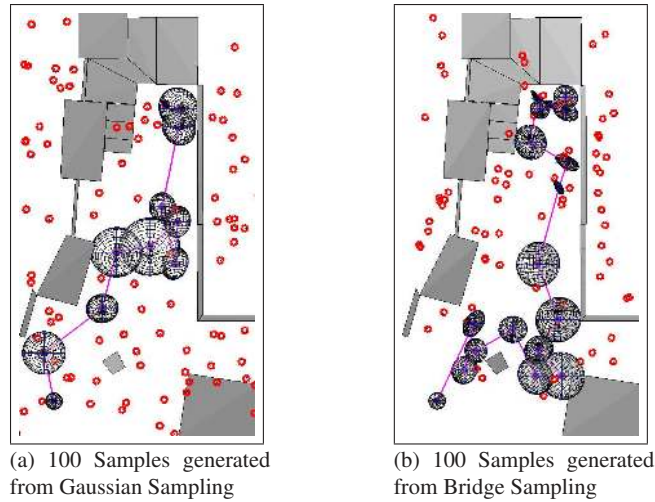 (a) 100 Samples generated
from Gaussian Sampling
(b) 100 Samples generated
from Bridge Sampling